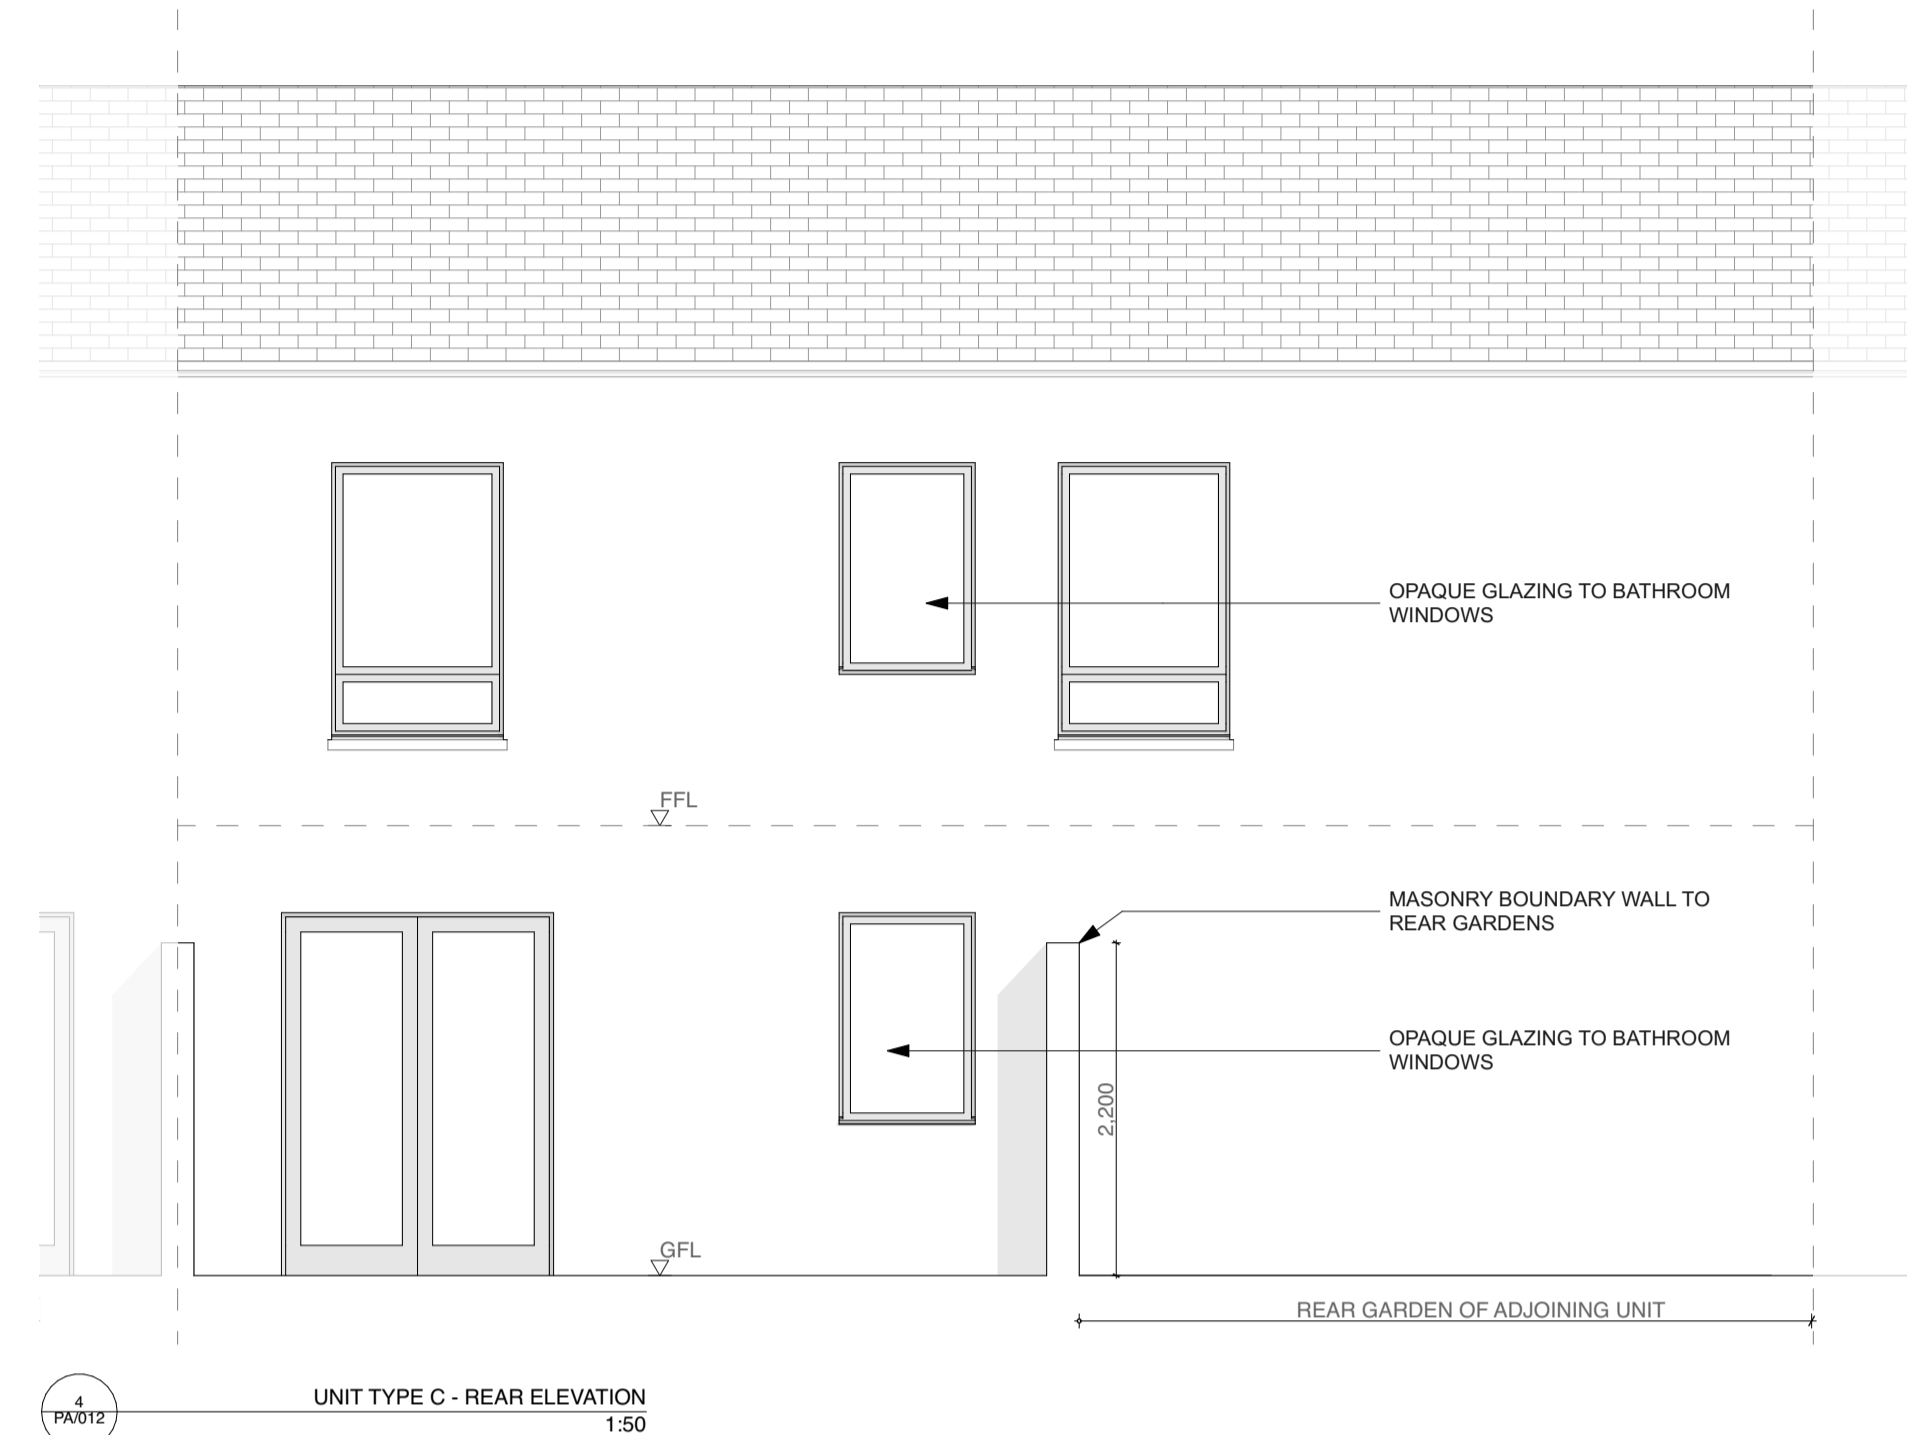 OPAQUE GLAZING TO BATHROOM
WINDOWS
FFL
MASONRY BOUNDARY WALL TO
REAR GARDENS
OPAQUE GLAZING TO BATHROOM
WINDOWS
2,200
GFL
REAR GARDEN OF ADJOINING UNIT
4
PA/012
UNIT TYPE C - REAR ELEVATION
1:50